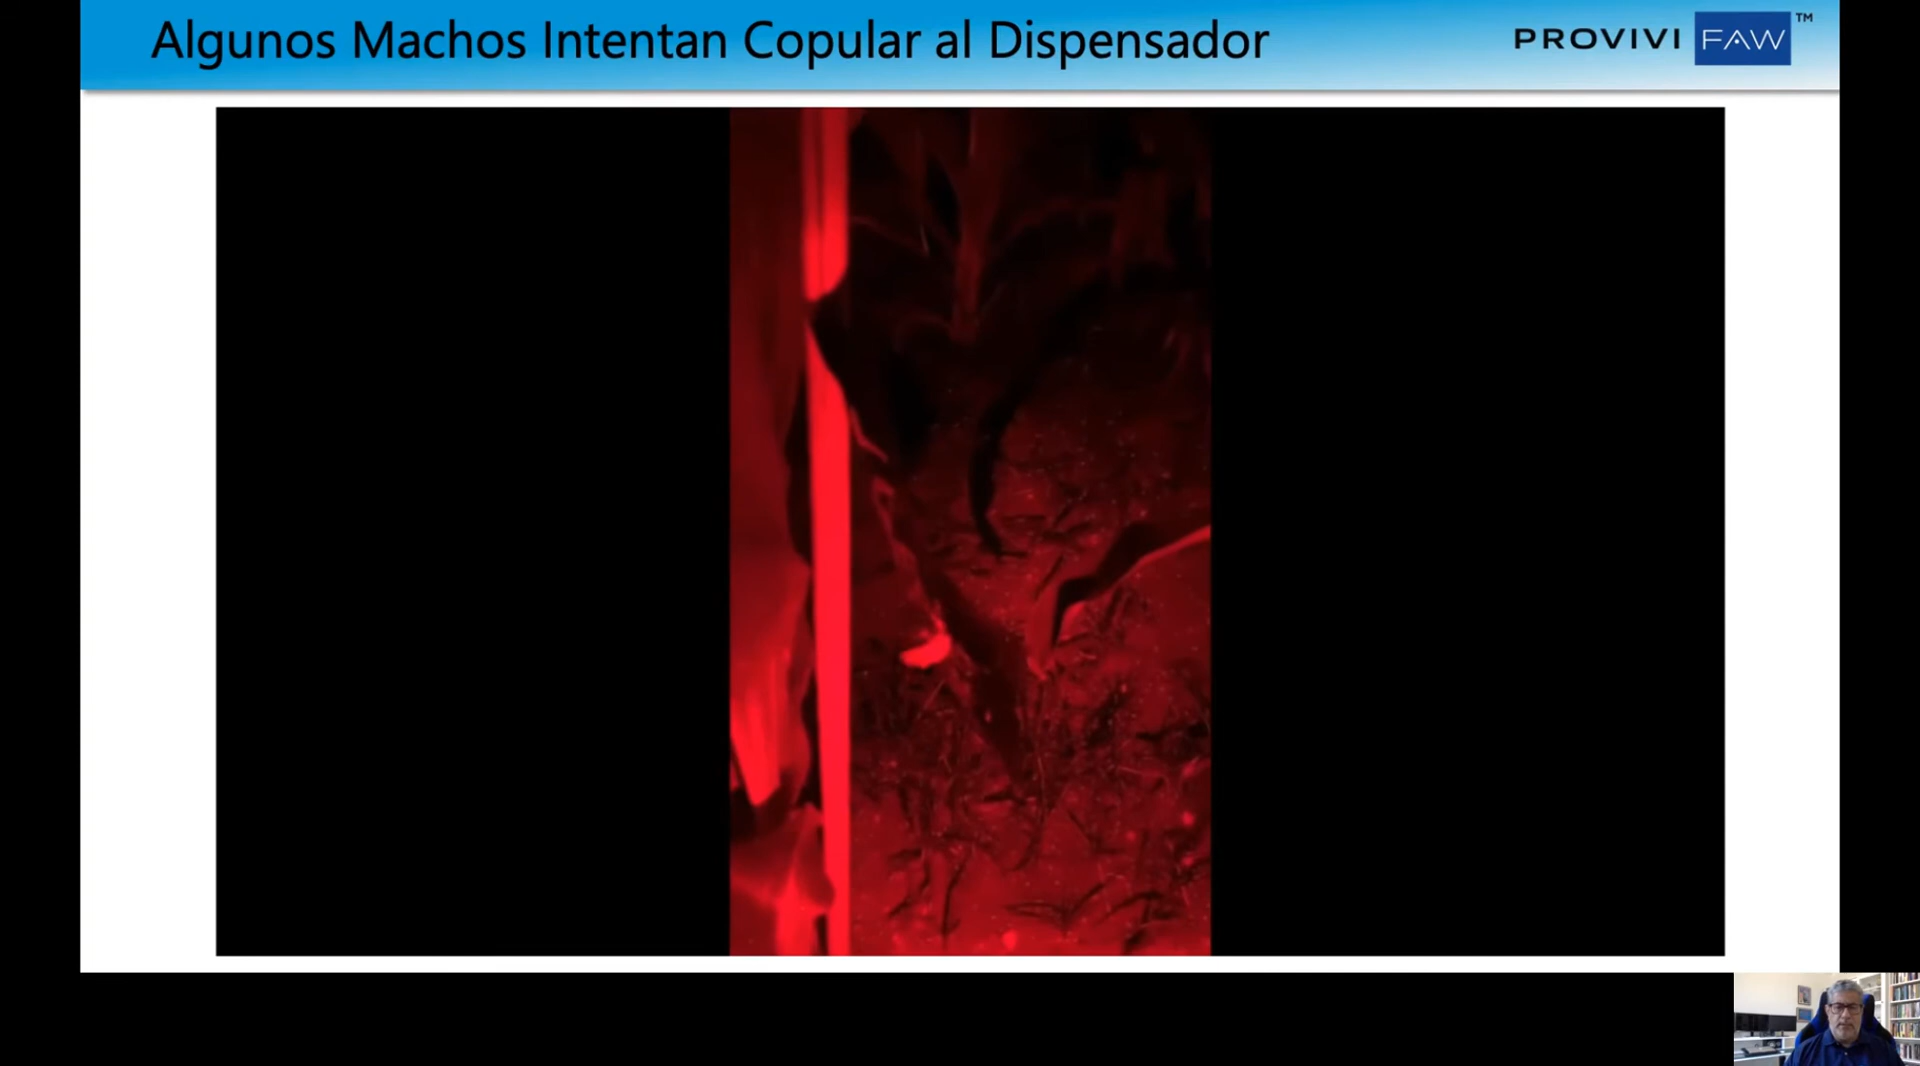 Algunos Machos Intentan Copular al Dispensador
PROVIVI FAW™